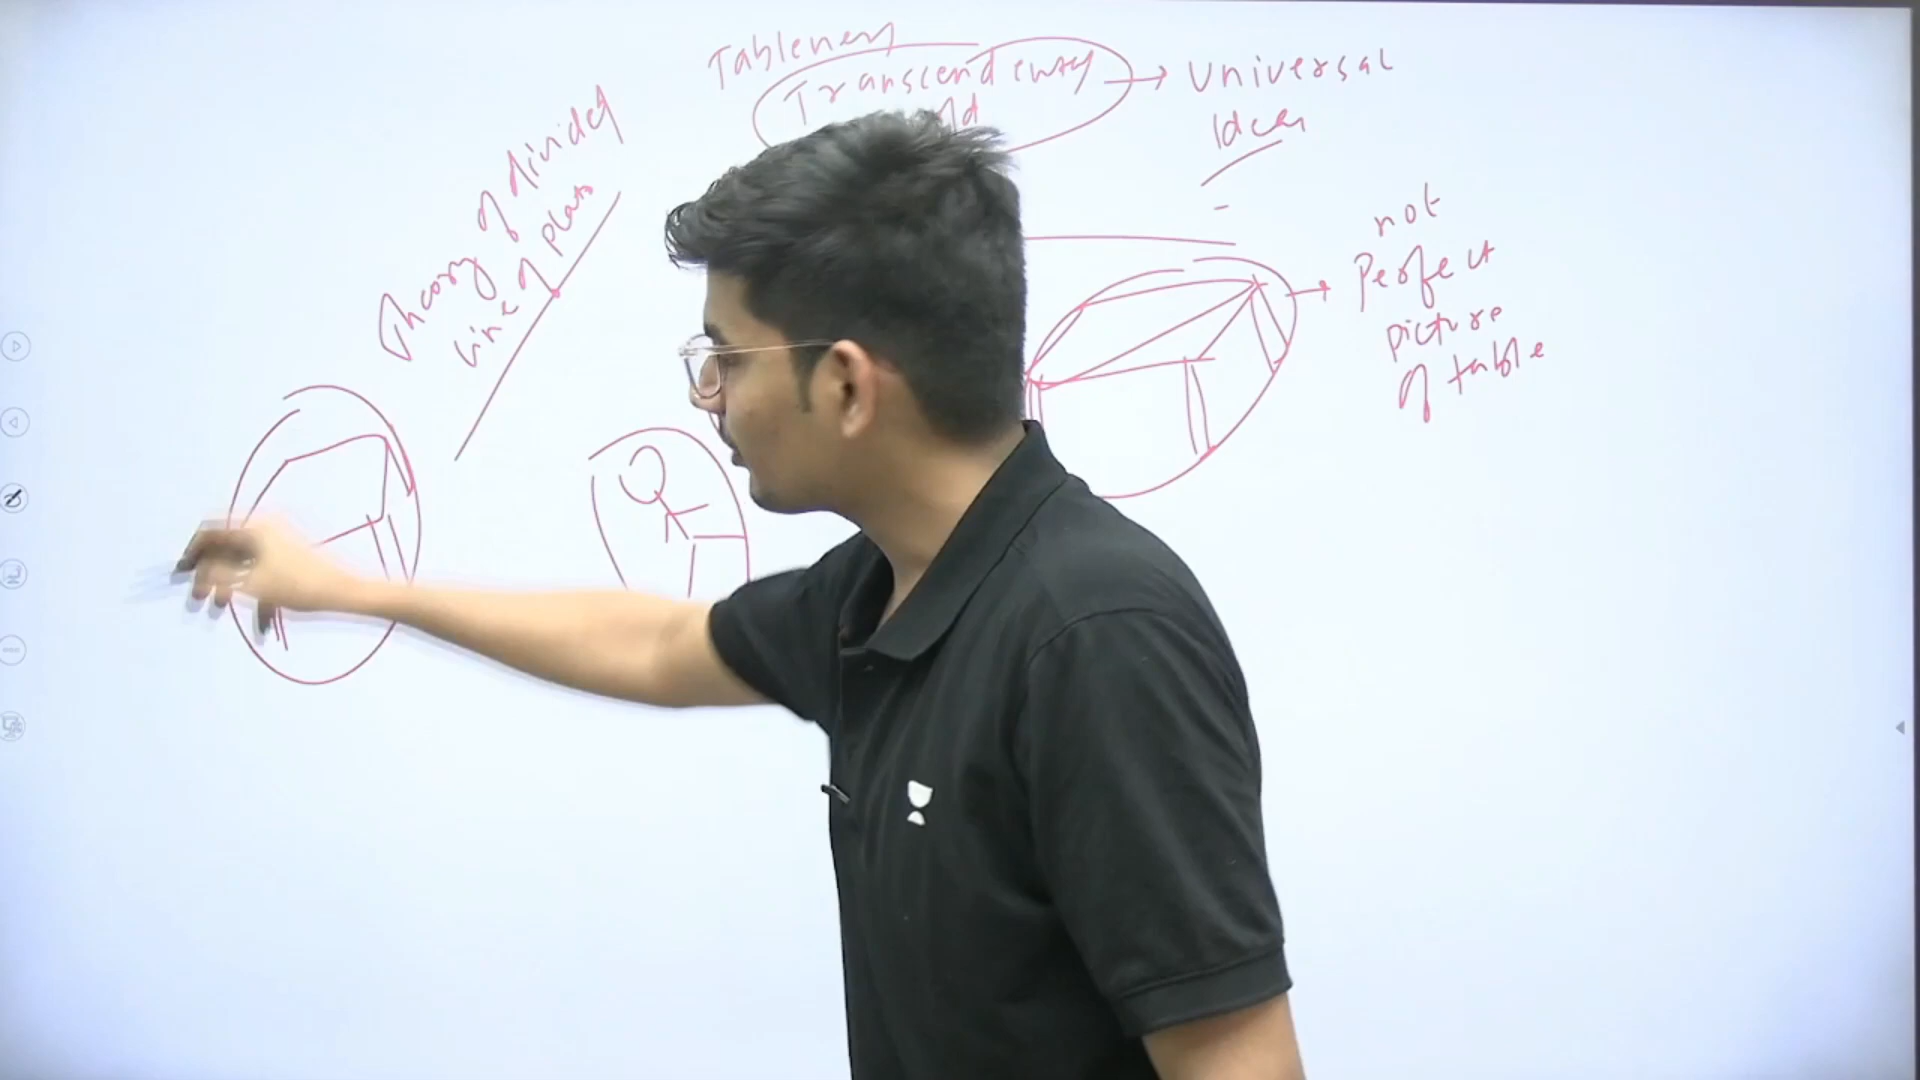 Tableness
Transcendency
Universal
Ideas
Theory of divided
line of plato
not
Perfect
picture
of table